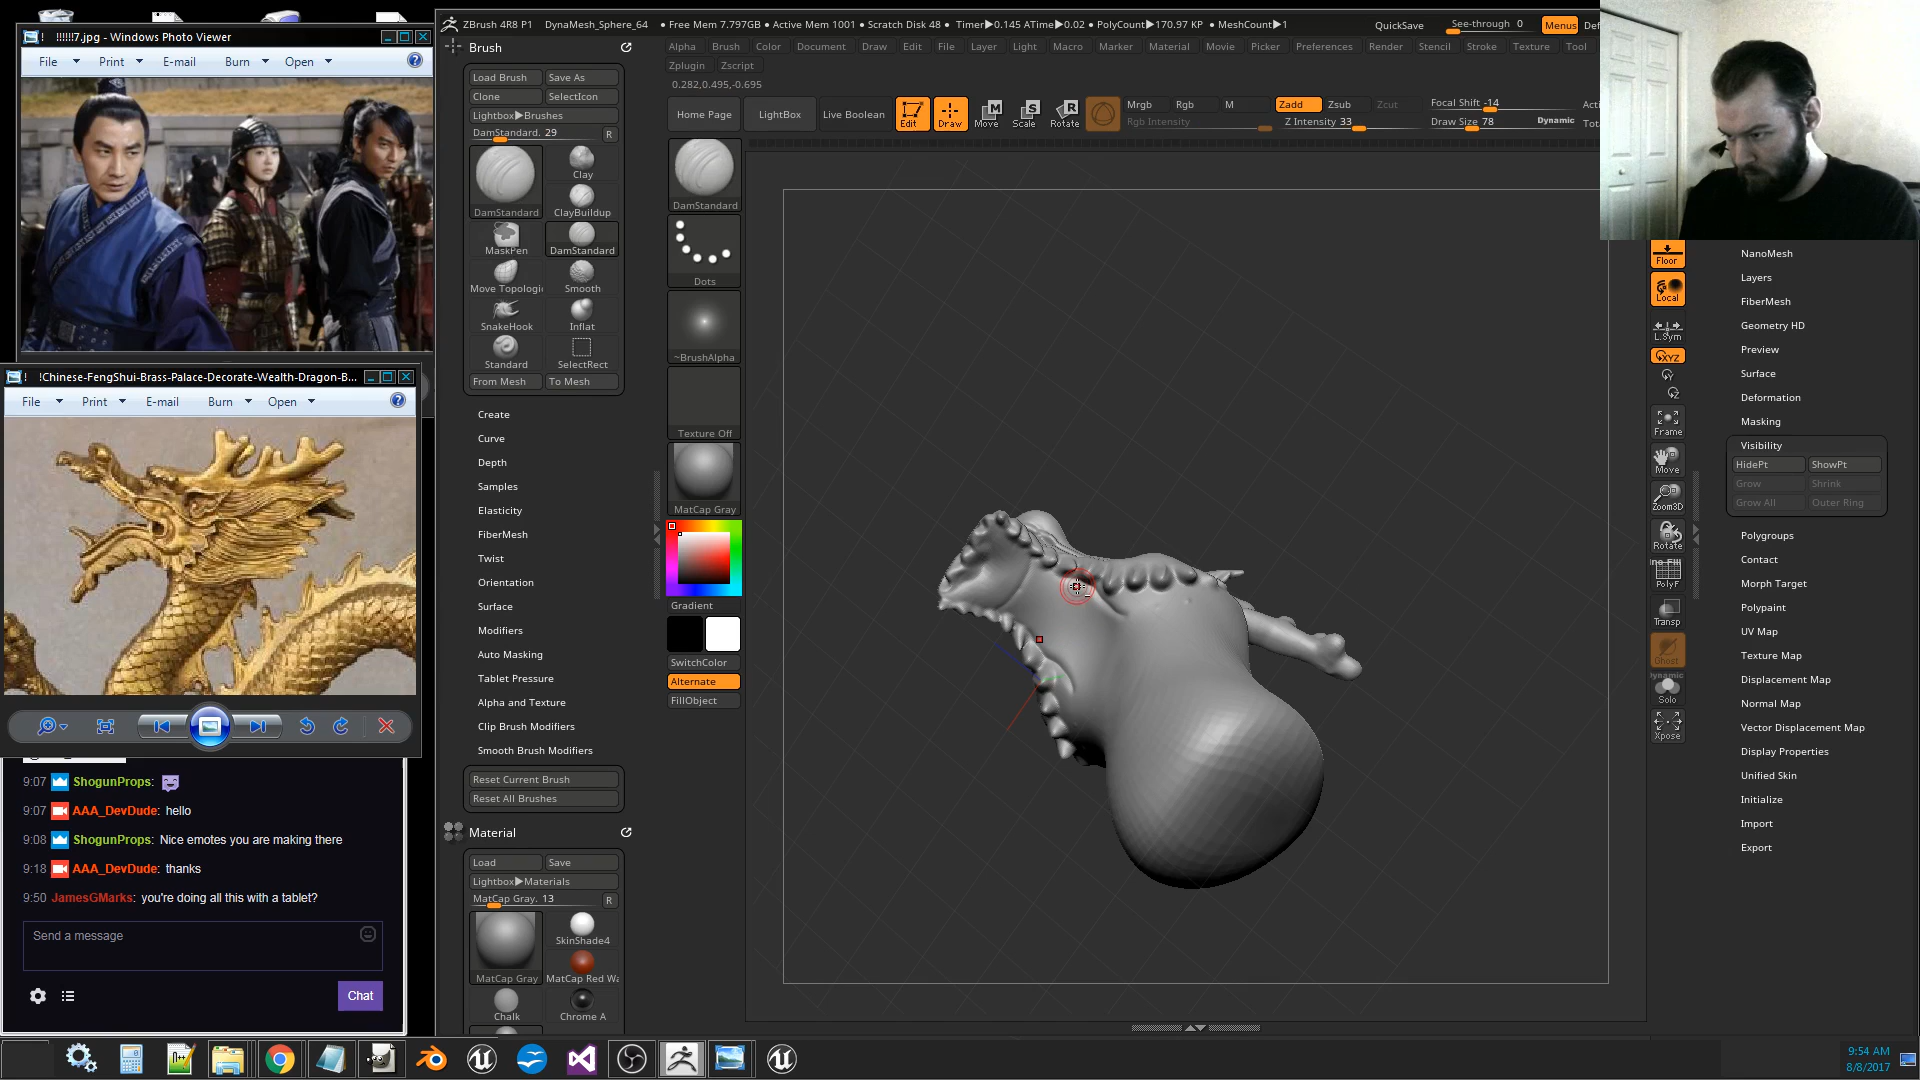 !!!!!!7.jpg - Windows Photo Viewer
File Print E-mail Burn Open
!Chinese-FengShui-Brass-Palace-Decorate-Wealth-Dragon-B...
File Print E-mail Burn Open
9:07 ShogunProps:
9:07 AAA_DevDude: hello
9:08 ShogunProps: Nice emotes you are making there
9:18 AAA_DevDude: thanks
9:50 JamesGMarks: you're doing all this with a tablet?
Send a message
Chat
ZBrush 4R8 P1 DynaMesh_Sphere_64 • Free Mem 7.797GB • Active Mem 1001 • Scratch Disk 48 • Timer▶0.145 ATime▶0.02 • PolyCount▶170.97 KP • MeshCount▶1 QuickSave See-through 0 Menus Def
Alpha Brush Color Document Draw Edit File Layer Light Macro Marker Material Movie Picker Preferences Render Stencil Stroke Texture Tool
Zplugin Zscript
0.282,0.495,-0.695
Home Page LightBox Live Boolean Edit Draw Move Scale Rotate
Mrgb Rgb M Zadd Zsub Zcut Focal Shift -14
Rgb Intensity Z Intensity 33 Draw Size 78 Dynamic
Brush
Load Brush Save As
Clone SelectIcon
Lightbox▶Brushes
DamStandard. 29 R
DamStandard Clay
ClayBuildup
MaskPen DamStandard
Move Topologi Smooth
SnakeHook Inflat
Standard SelectRect
From Mesh To Mesh
Create
Curve
Depth
Samples
Elasticity
FiberMesh
Twist
Orientation
Surface
Modifiers
Auto Masking
Tablet Pressure
Alpha and Texture
Clip Brush Modifiers
Smooth Brush Modifiers
Reset Current Brush
Reset All Brushes
Material
Load Save
Lightbox▶Materials
MatCap Gray. 13 R
MatCap Gray SkinShade4
MatCap Red Wa
Chalk Chrome A
DamStandard
Dots
~BrushAlpha
Texture Off
MatCap Gray
Gradient
SwitchColor
Alternate
FillObject
Floor
Local
L.Sym
XYZ
Frame
Move
Zoom3D
Rotate
PolyF
Transp
Ghost
Dynamic
Solo
Xpose
NanoMesh
Layers
FiberMesh
Geometry HD
Preview
Surface
Deformation
Masking
Visibility
HidePt ShowPt
Grow Shrink
Grow All Outer Ring
Polygroups
Contact
Morph Target
Polypaint
UV Map
Texture Map
Displacement Map
Normal Map
Vector Displacement Map
Display Properties
Unified Skin
Initialize
Import
Export
9:54 AM
8/8/2017